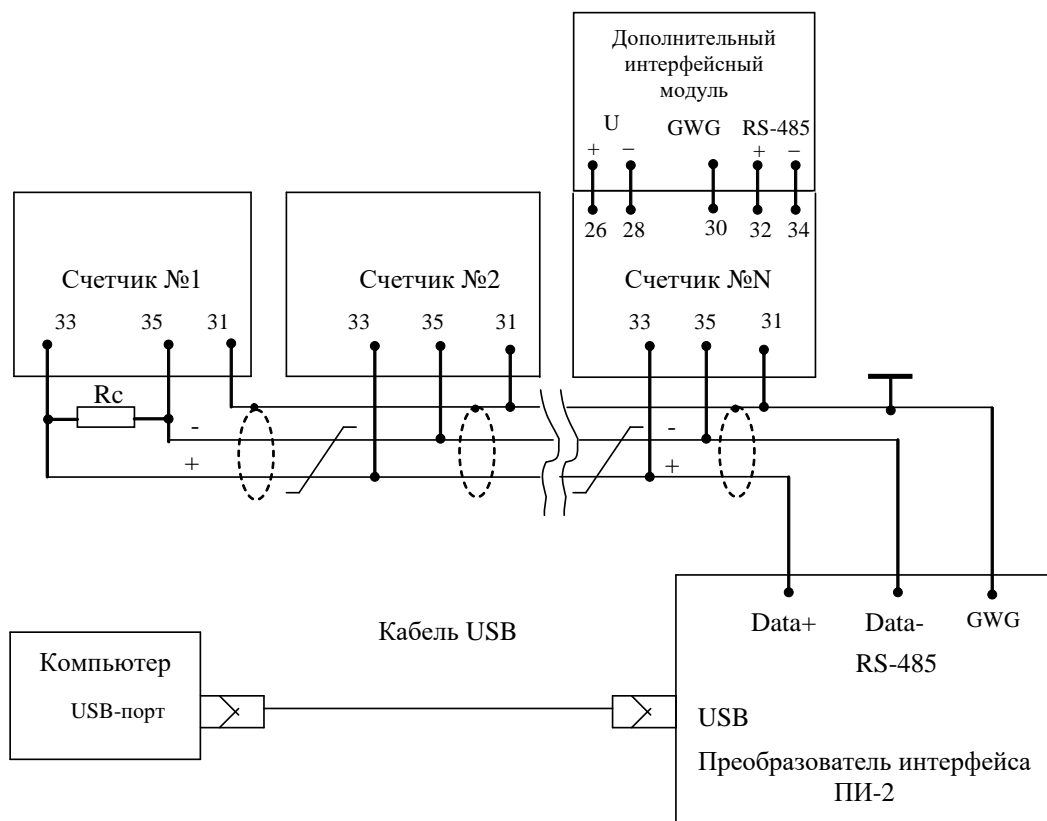 Дополнительный
интерфейсный
модуль
U GWG RS-485
+ − + −
26 28 30 32 34
Счетчик №1
33 35 31
Счетчик №2
33 35 31
Счетчик №N
33 35 31
Rc
- -
+ +
Data+ Data- GWG
RS-485
Кабель USB
Компьютер
USB-порт
USB
Преобразователь интерфейса
ПИ-2